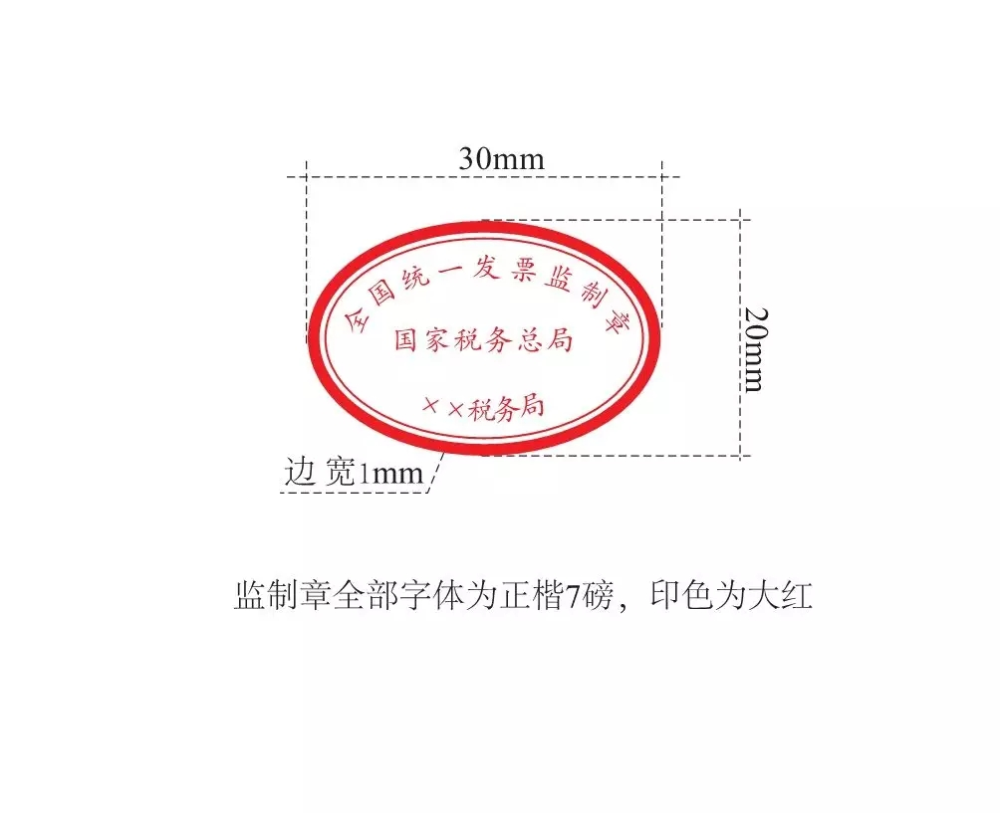 30mm
全国统一发票监制章
国家税务总局
××税务局
20mm
边 宽1mm
监制章全部字体为正楷7磅，印色为大红